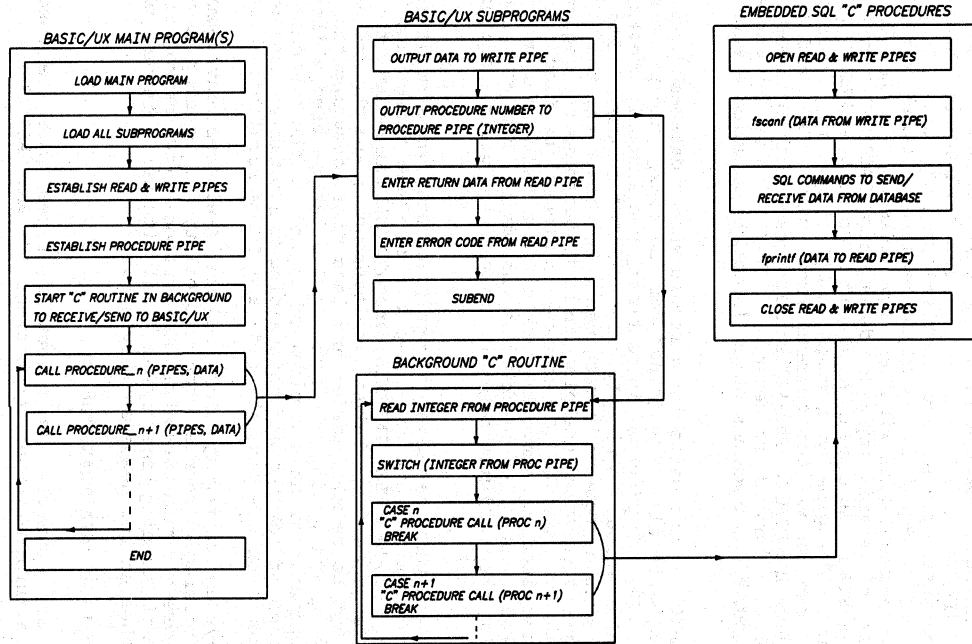 BASIC/UX MAIN PROGRAM(S)
LOAD MAIN PROGRAM
LOAD ALL SUBPROGRAMS
ESTABLISH READ & WRITE PIPES
ESTABLISH PROCEDURE PIPE
START "C" ROUTINE IN BACKGROUND
TO RECEIVE/SEND TO BASIC/UX
CALL PROCEDURE_n (PIPES, DATA)
CALL PROCEDURE_n+1 (PIPES, DATA)
END
BASIC/UX SUBPROGRAMS
OUTPUT DATA TO WRITE PIPE
OUTPUT PROCEDURE NUMBER TO
PROCEDURE PIPE (INTEGER)
ENTER RETURN DATA FROM READ PIPE
ENTER ERROR CODE FROM READ PIPE
SUBEND
BACKGROUND "C" ROUTINE
READ INTEGER FROM PROCEDURE PIPE
SWITCH (INTEGER FROM PROC PIPE)
CASE n
"C" PROCEDURE CALL (PROC n)
BREAK
CASE n+1
"C" PROCEDURE CALL (PROC n+1)
BREAK
EMBEDDED SQL "C" PROCEDURES
OPEN READ & WRITE PIPES
fscanf (DATA FROM WRITE PIPE)
SQL COMMANDS TO SEND/
RECEIVE DATA FROM DATABASE
fprintf (DATA TO READ PIPE)
CLOSE READ & WRITE PIPES